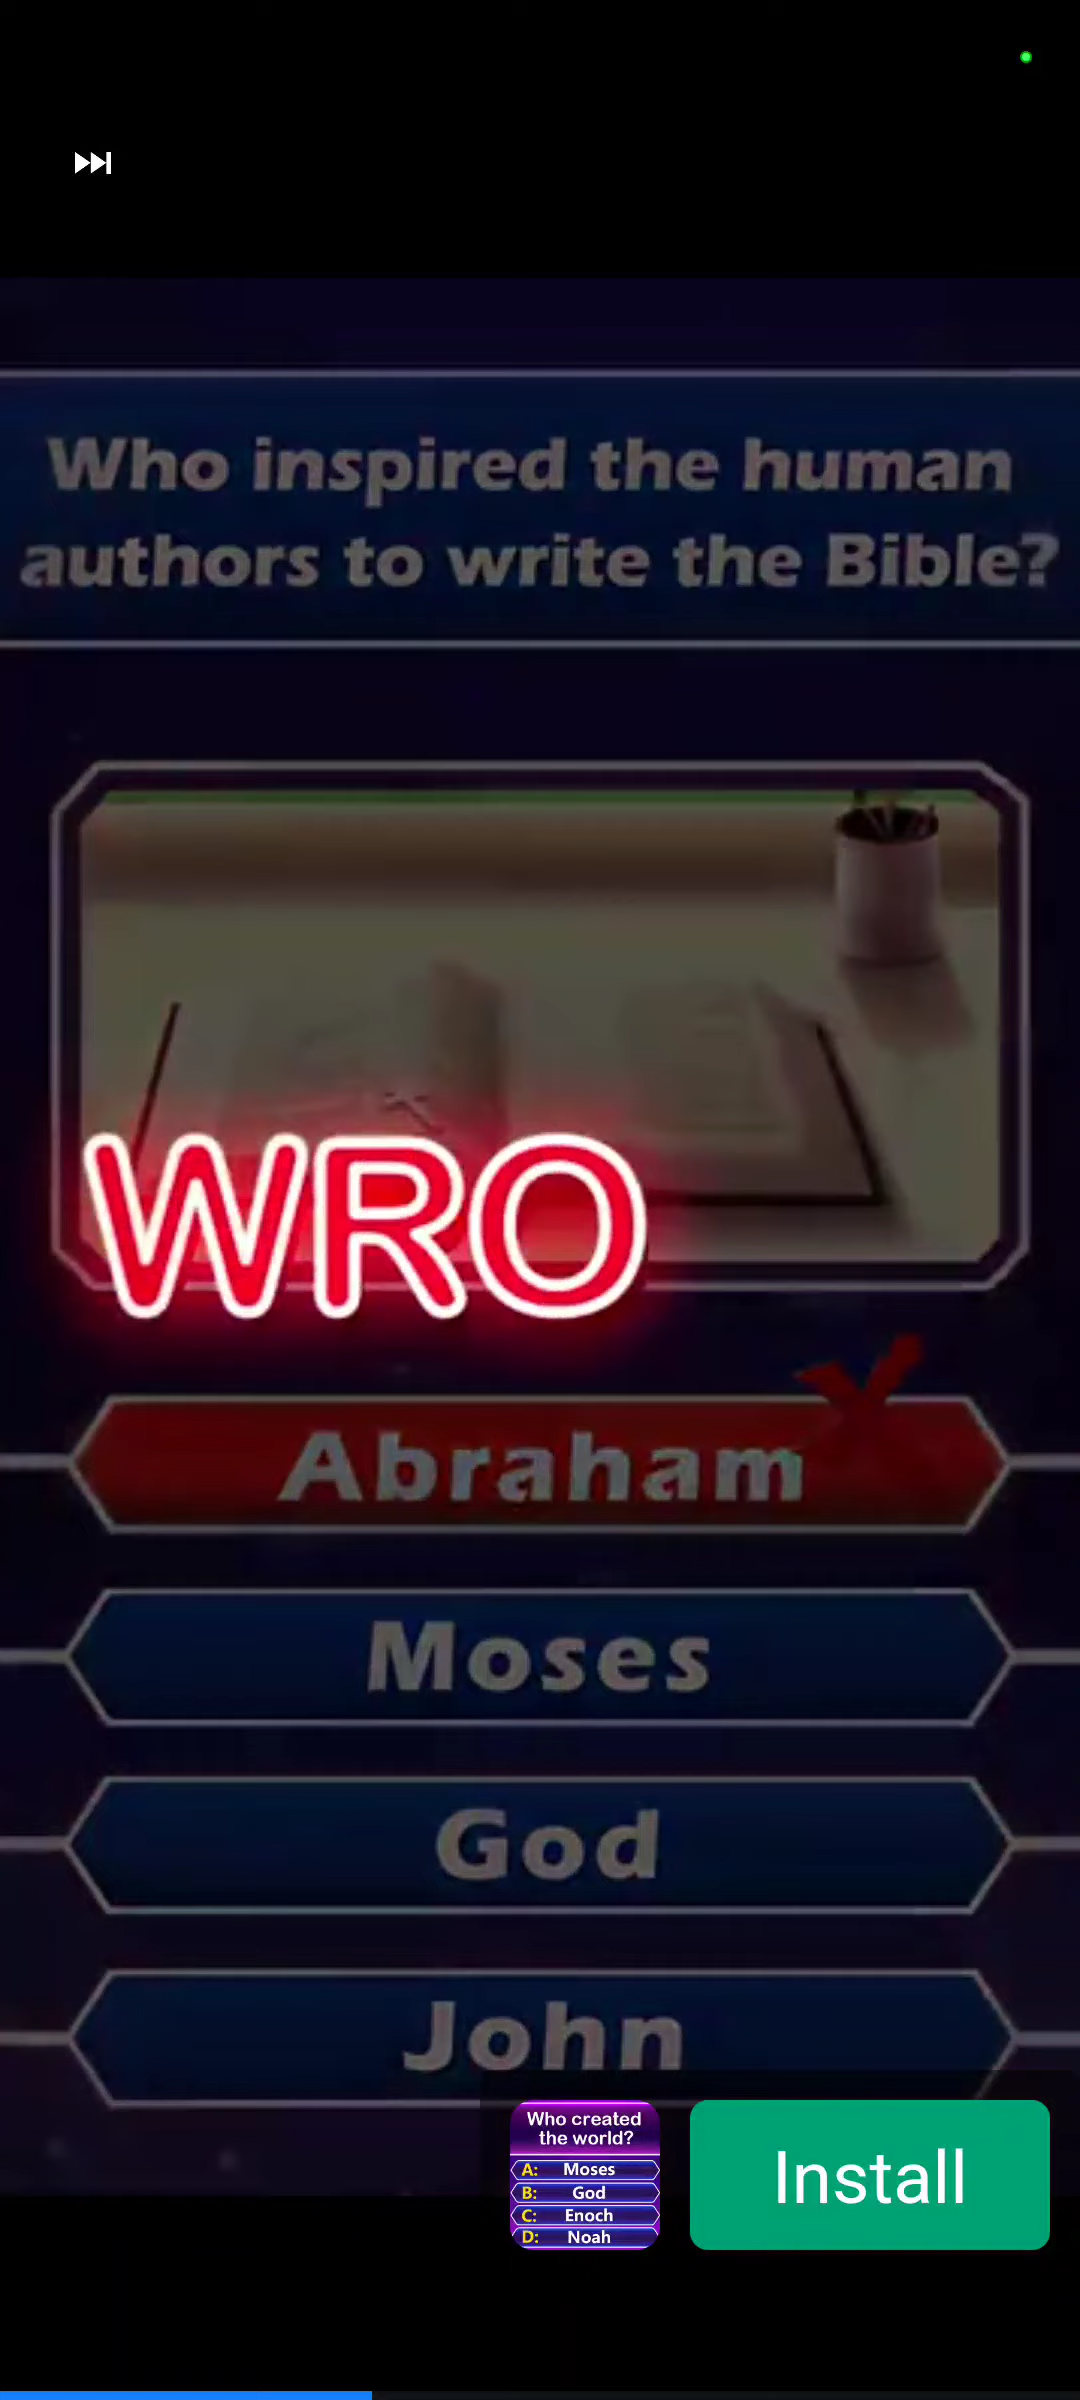 Who inspired the human
authors to write the Bible?
WRO
Abraham
Moses
God
John
Who created
the world?
A: Moses
B: God
C: Enoch
D: Noah
Install